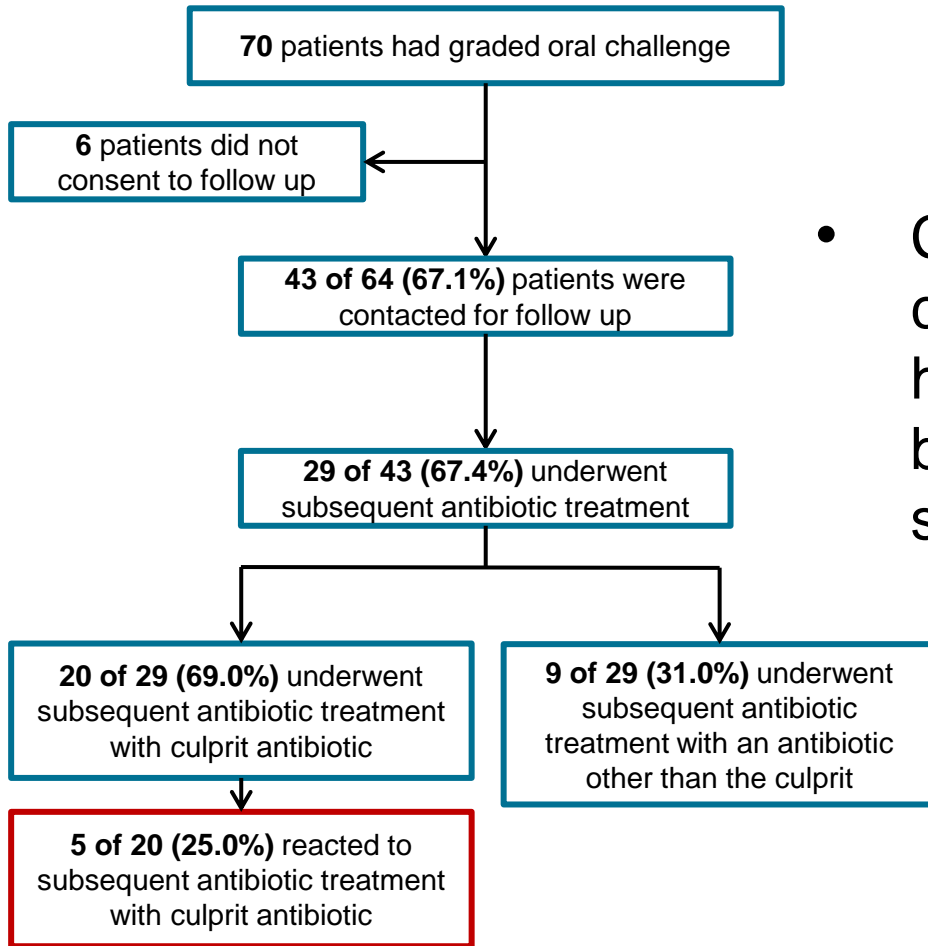 70 patients had graded oral challenge
6 patients did not
consent to follow up
43 of 64 (67.1%) patients were
contacted for follow up
29 of 43 (67.4%) underwent
subsequent antibiotic treatment
20 of 29 (69.0%) underwent
subsequent antibiotic treatment
with culprit antibiotic
9 of 29 (31.0%) underwent
subsequent antibiotic
treatment with an antibiotic
other than the culprit
5 of 20 (25.0%) reacted to
subsequent antibiotic treatment
with culprit antibiotic